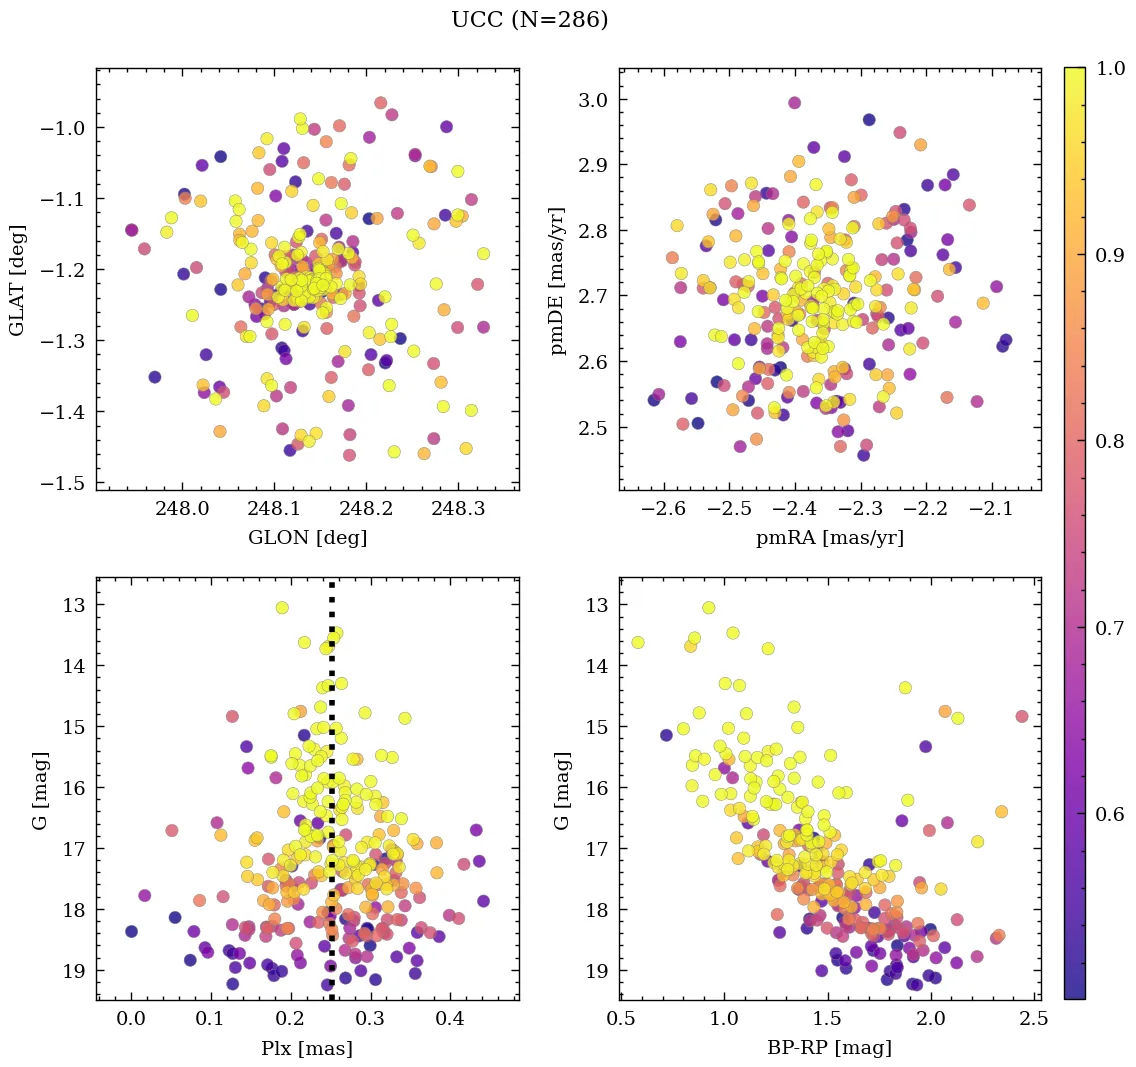 UCC (N=286)
−1.0
−1.1
−1.2
−1.3
−1.4
−1.5
GLAT [deg]
248.0 248.1 248.2 248.3
GLON [deg]
3.0
2.9
2.8
2.7
2.6
2.5
pmDE [mas/yr]
−2.6 −2.5 −2.4 −2.3 −2.2 −2.1
pmRA [mas/yr]
1.0
0.9
0.8
0.7
0.6
13
14
15
16
17
18
19
G [mag]
0.0 0.1 0.2 0.3 0.4
Plx [mas]
13
14
15
16
17
18
19
G [mag]
0.5 1.0 1.5 2.0 2.5
BP-RP [mag]